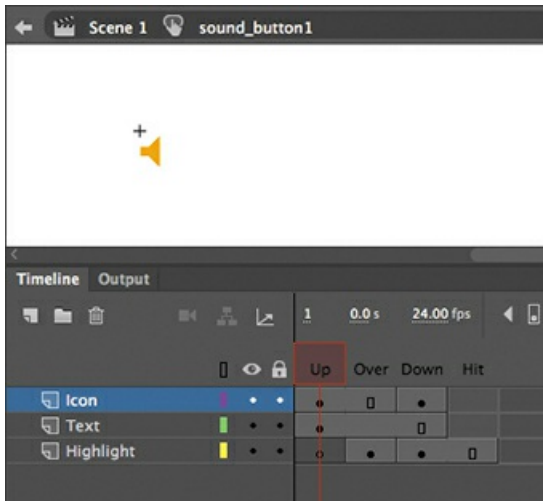 Scene 1 sound_button1
Timeline Output
1 0.0 s 24.00 fps
Up Over Down Hit
Icon
Text
Highlight